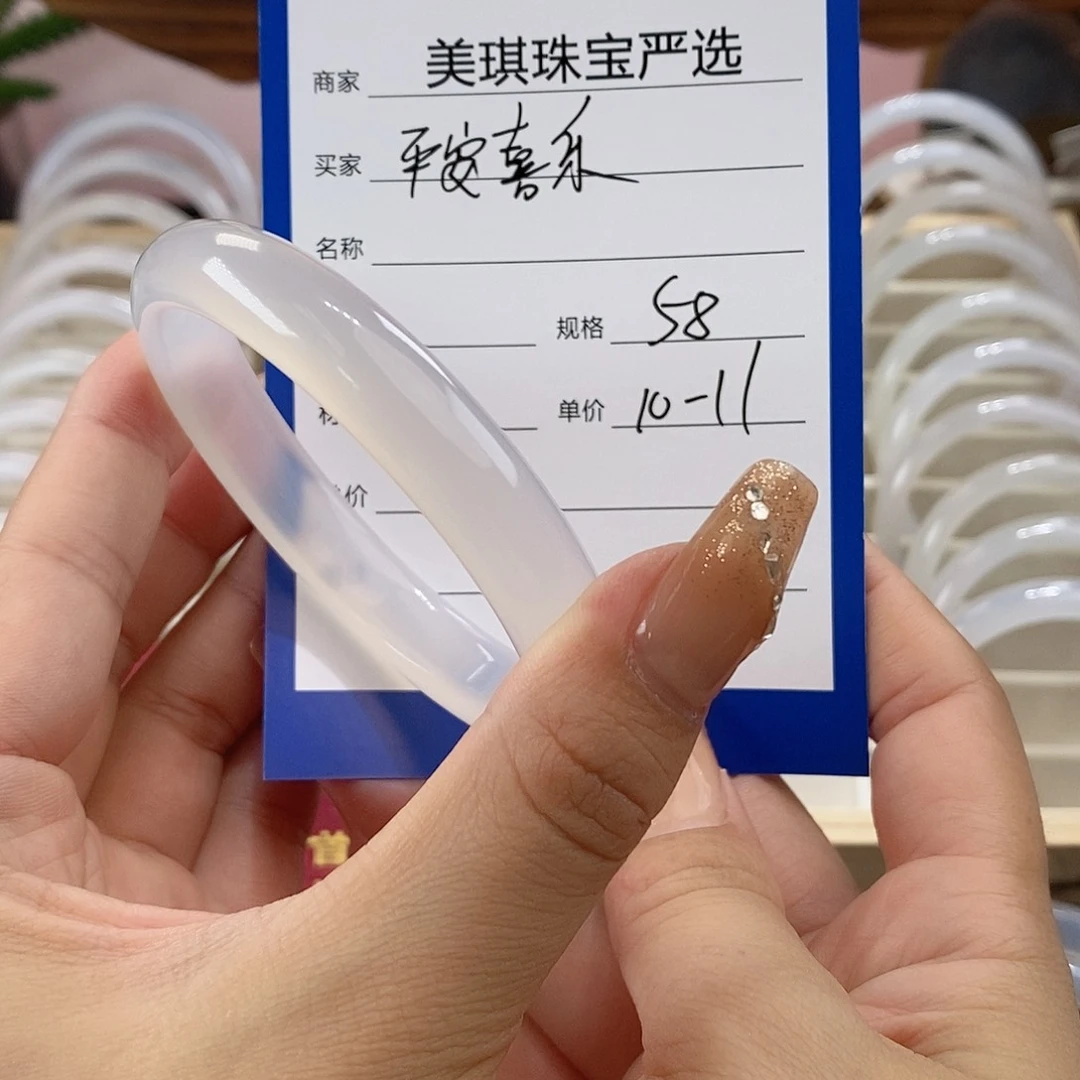 商家 美琪珠宝严选
买家 平安喜乐
名称
规格 58
单价 10-11
价